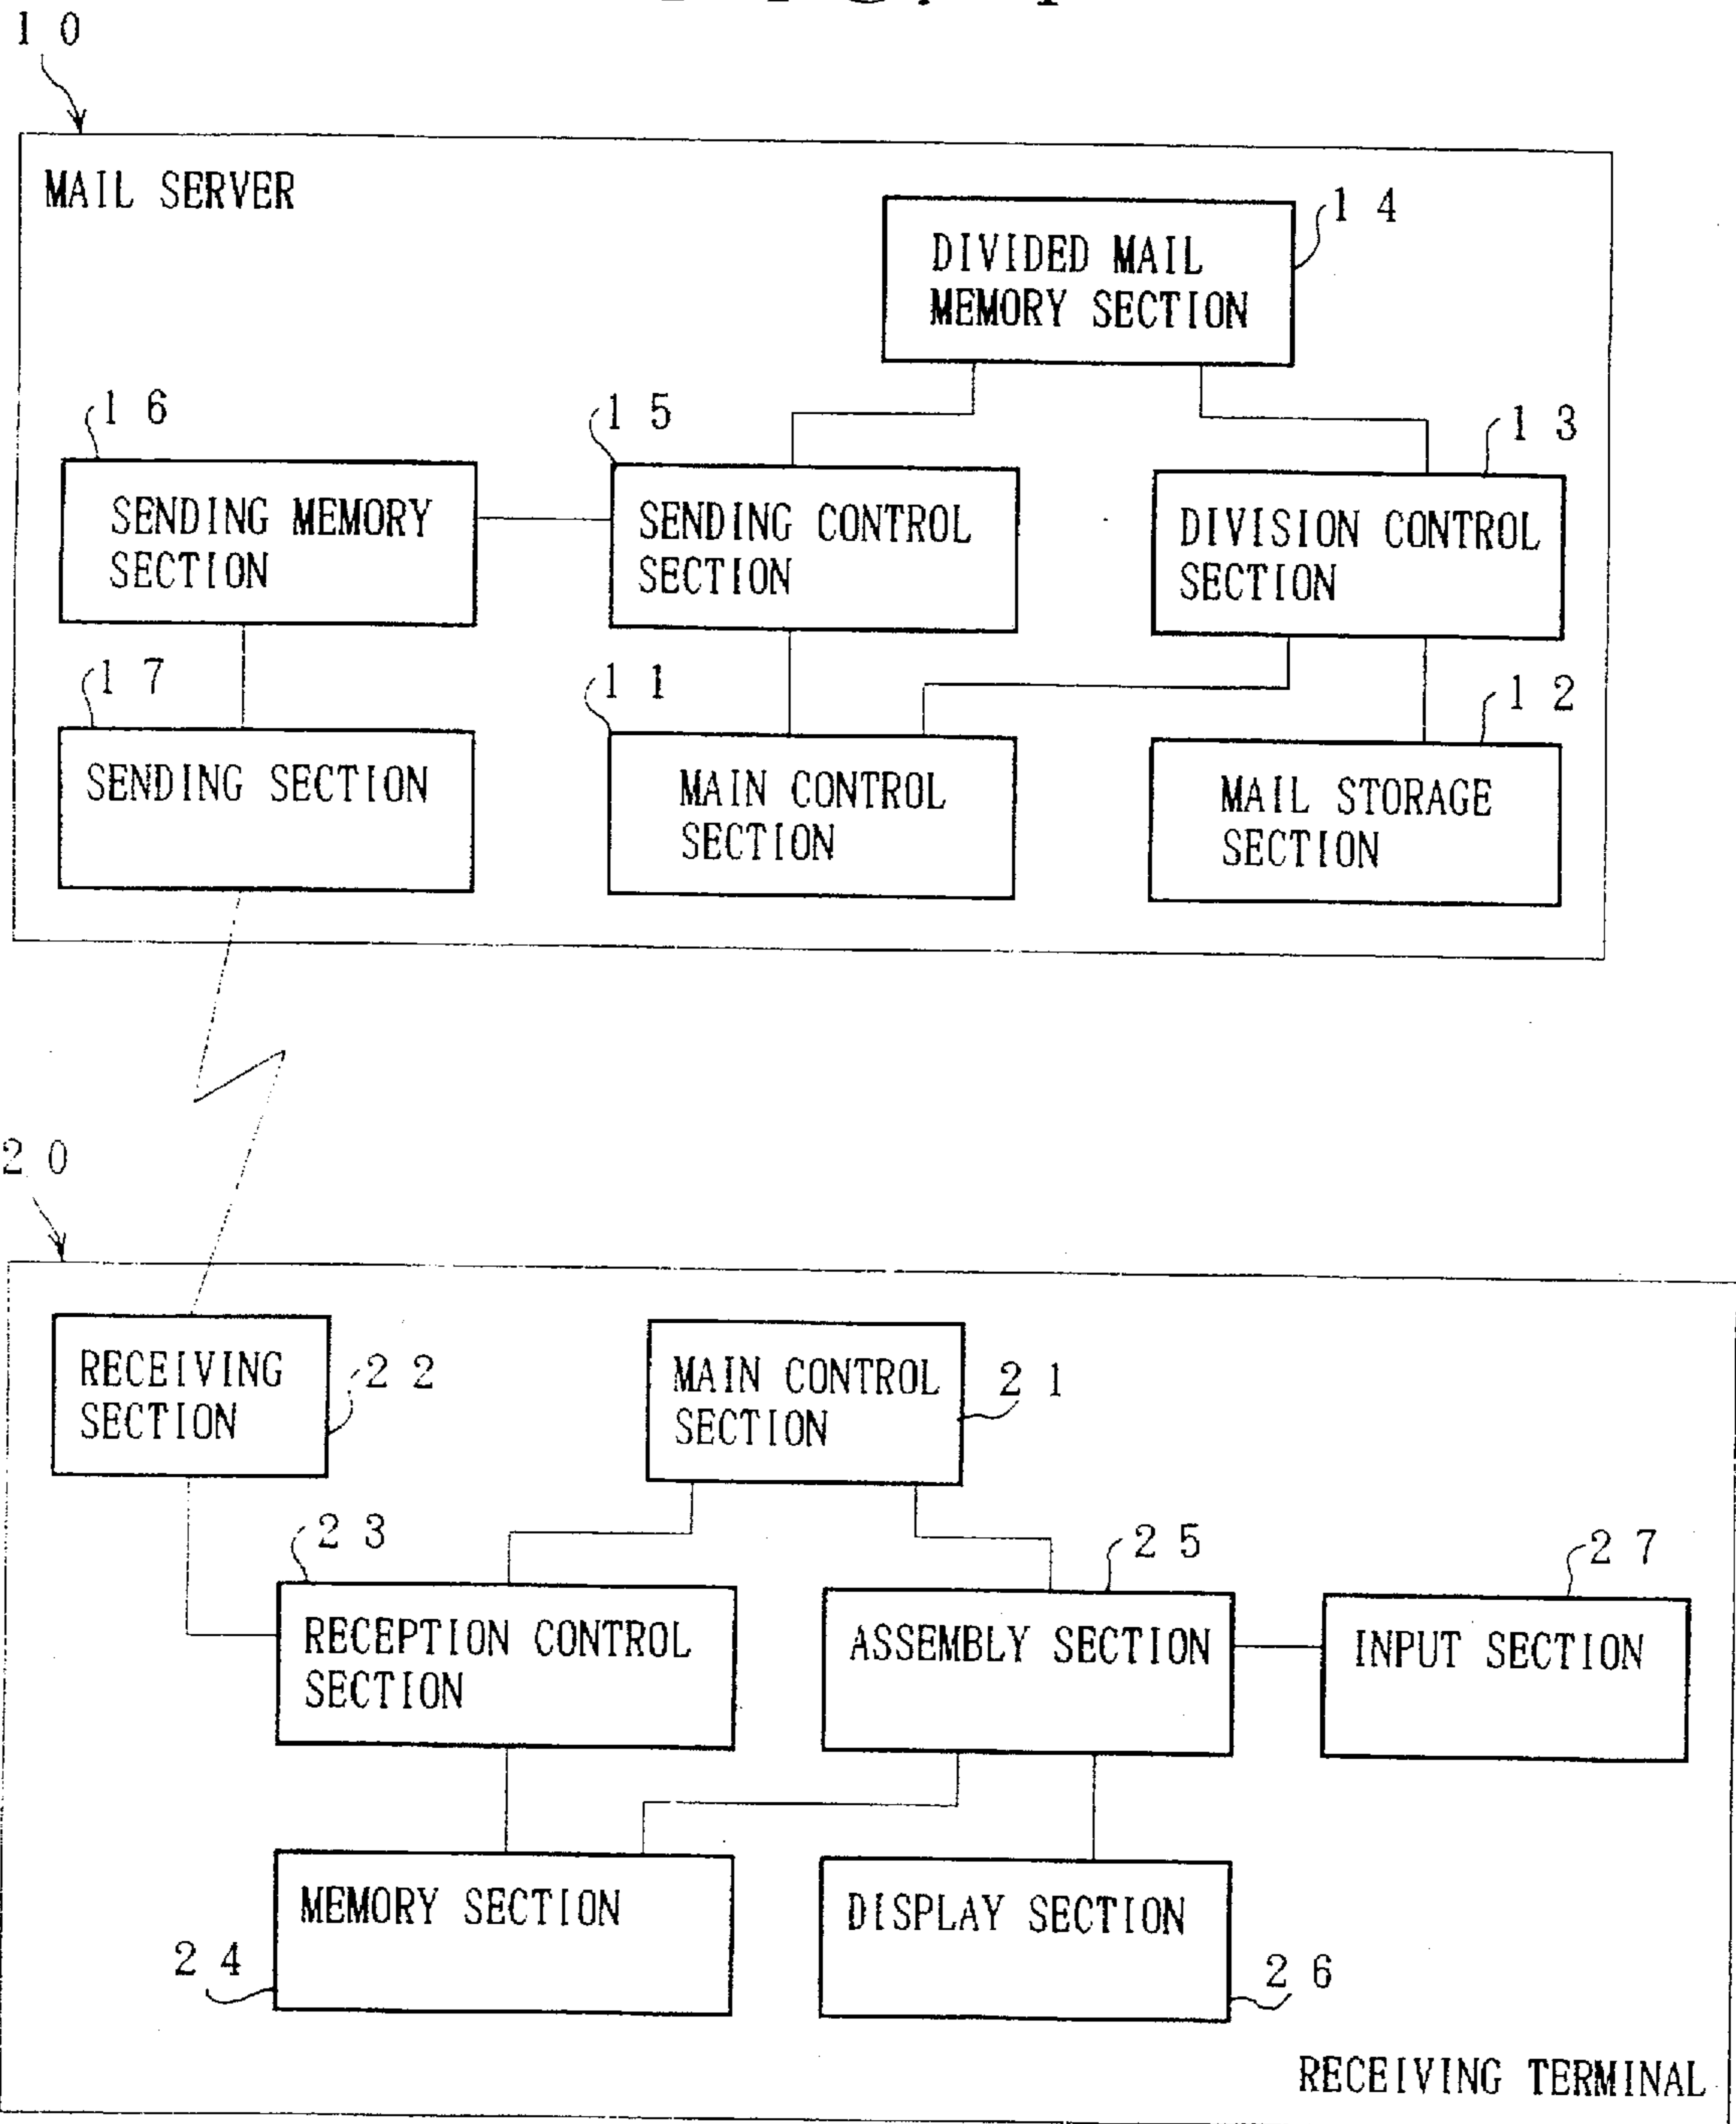 10
MAIL SERVER
14
DIVIDED MAIL
MEMORY SECTION
16
15
13
SENDING MEMORY
SECTION
SENDING CONTROL
SECTION
DIVISION CONTROL
SECTION
17
11
12
SENDING SECTION
MAIN CONTROL
SECTION
MAIL STORAGE
SECTION
20
RECEIVING
SECTION
22
MAIN CONTROL
SECTION
21
23
25
27
RECEPTION CONTROL
SECTION
ASSEMBLY SECTION
INPUT SECTION
MEMORY SECTION
24
DISPLAY SECTION
26
RECEIVING TERMINAL